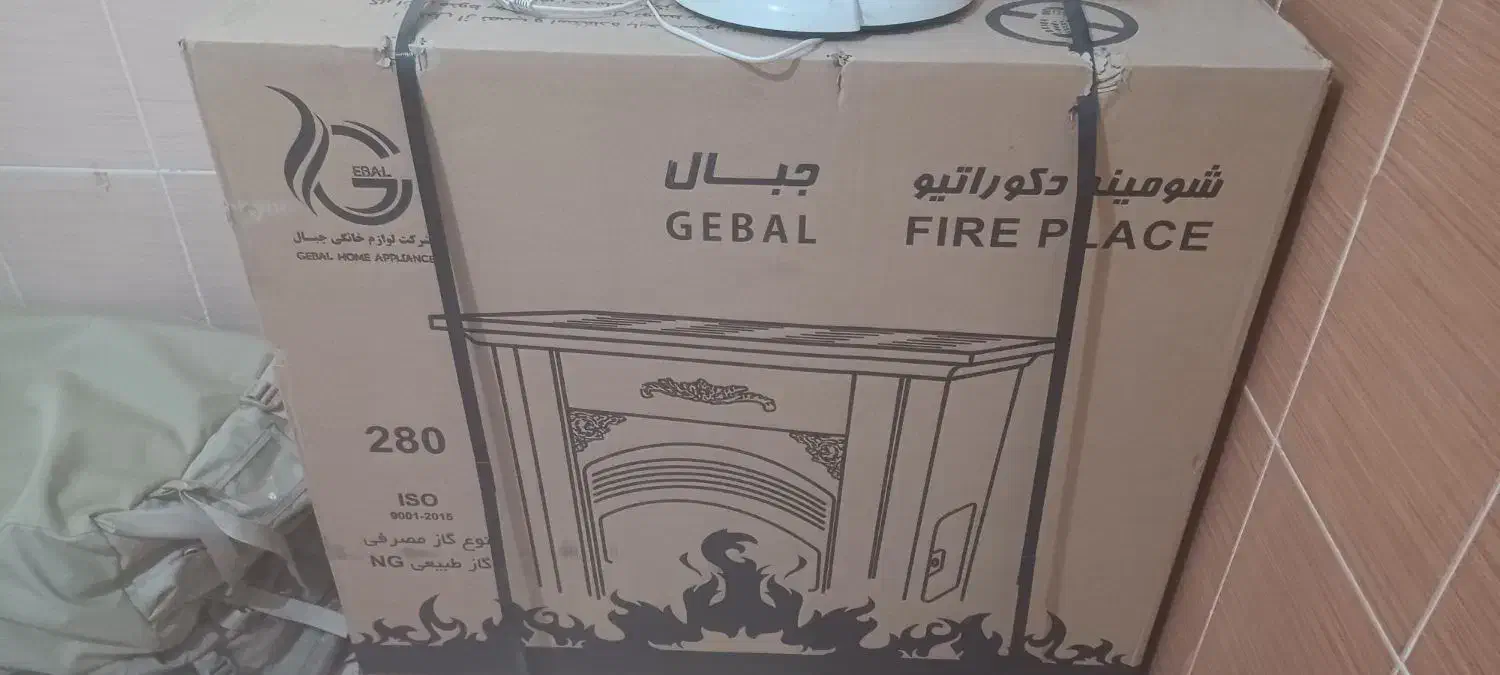 جبال
GEBAL
شومینه دکوراتیو
FIRE PLACE
GEBAL
شرکت لوازم خانگی جبال
GEBAL HOME APPLIANCE
280
ISO
9001-2015
نوع گاز مصرفی
گاز طبیعی NG